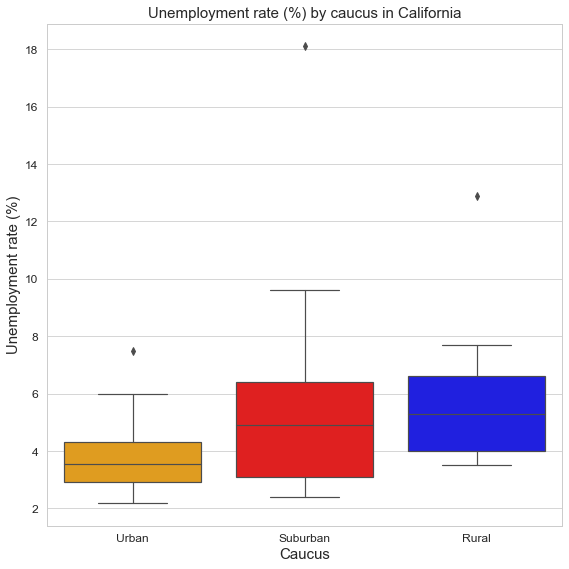 Unemployment rate (%) by caucus in California
Unemployment rate (%)
18
16
14
12
10
8
6
4
2
Urban
Suburban
Rural
Caucus